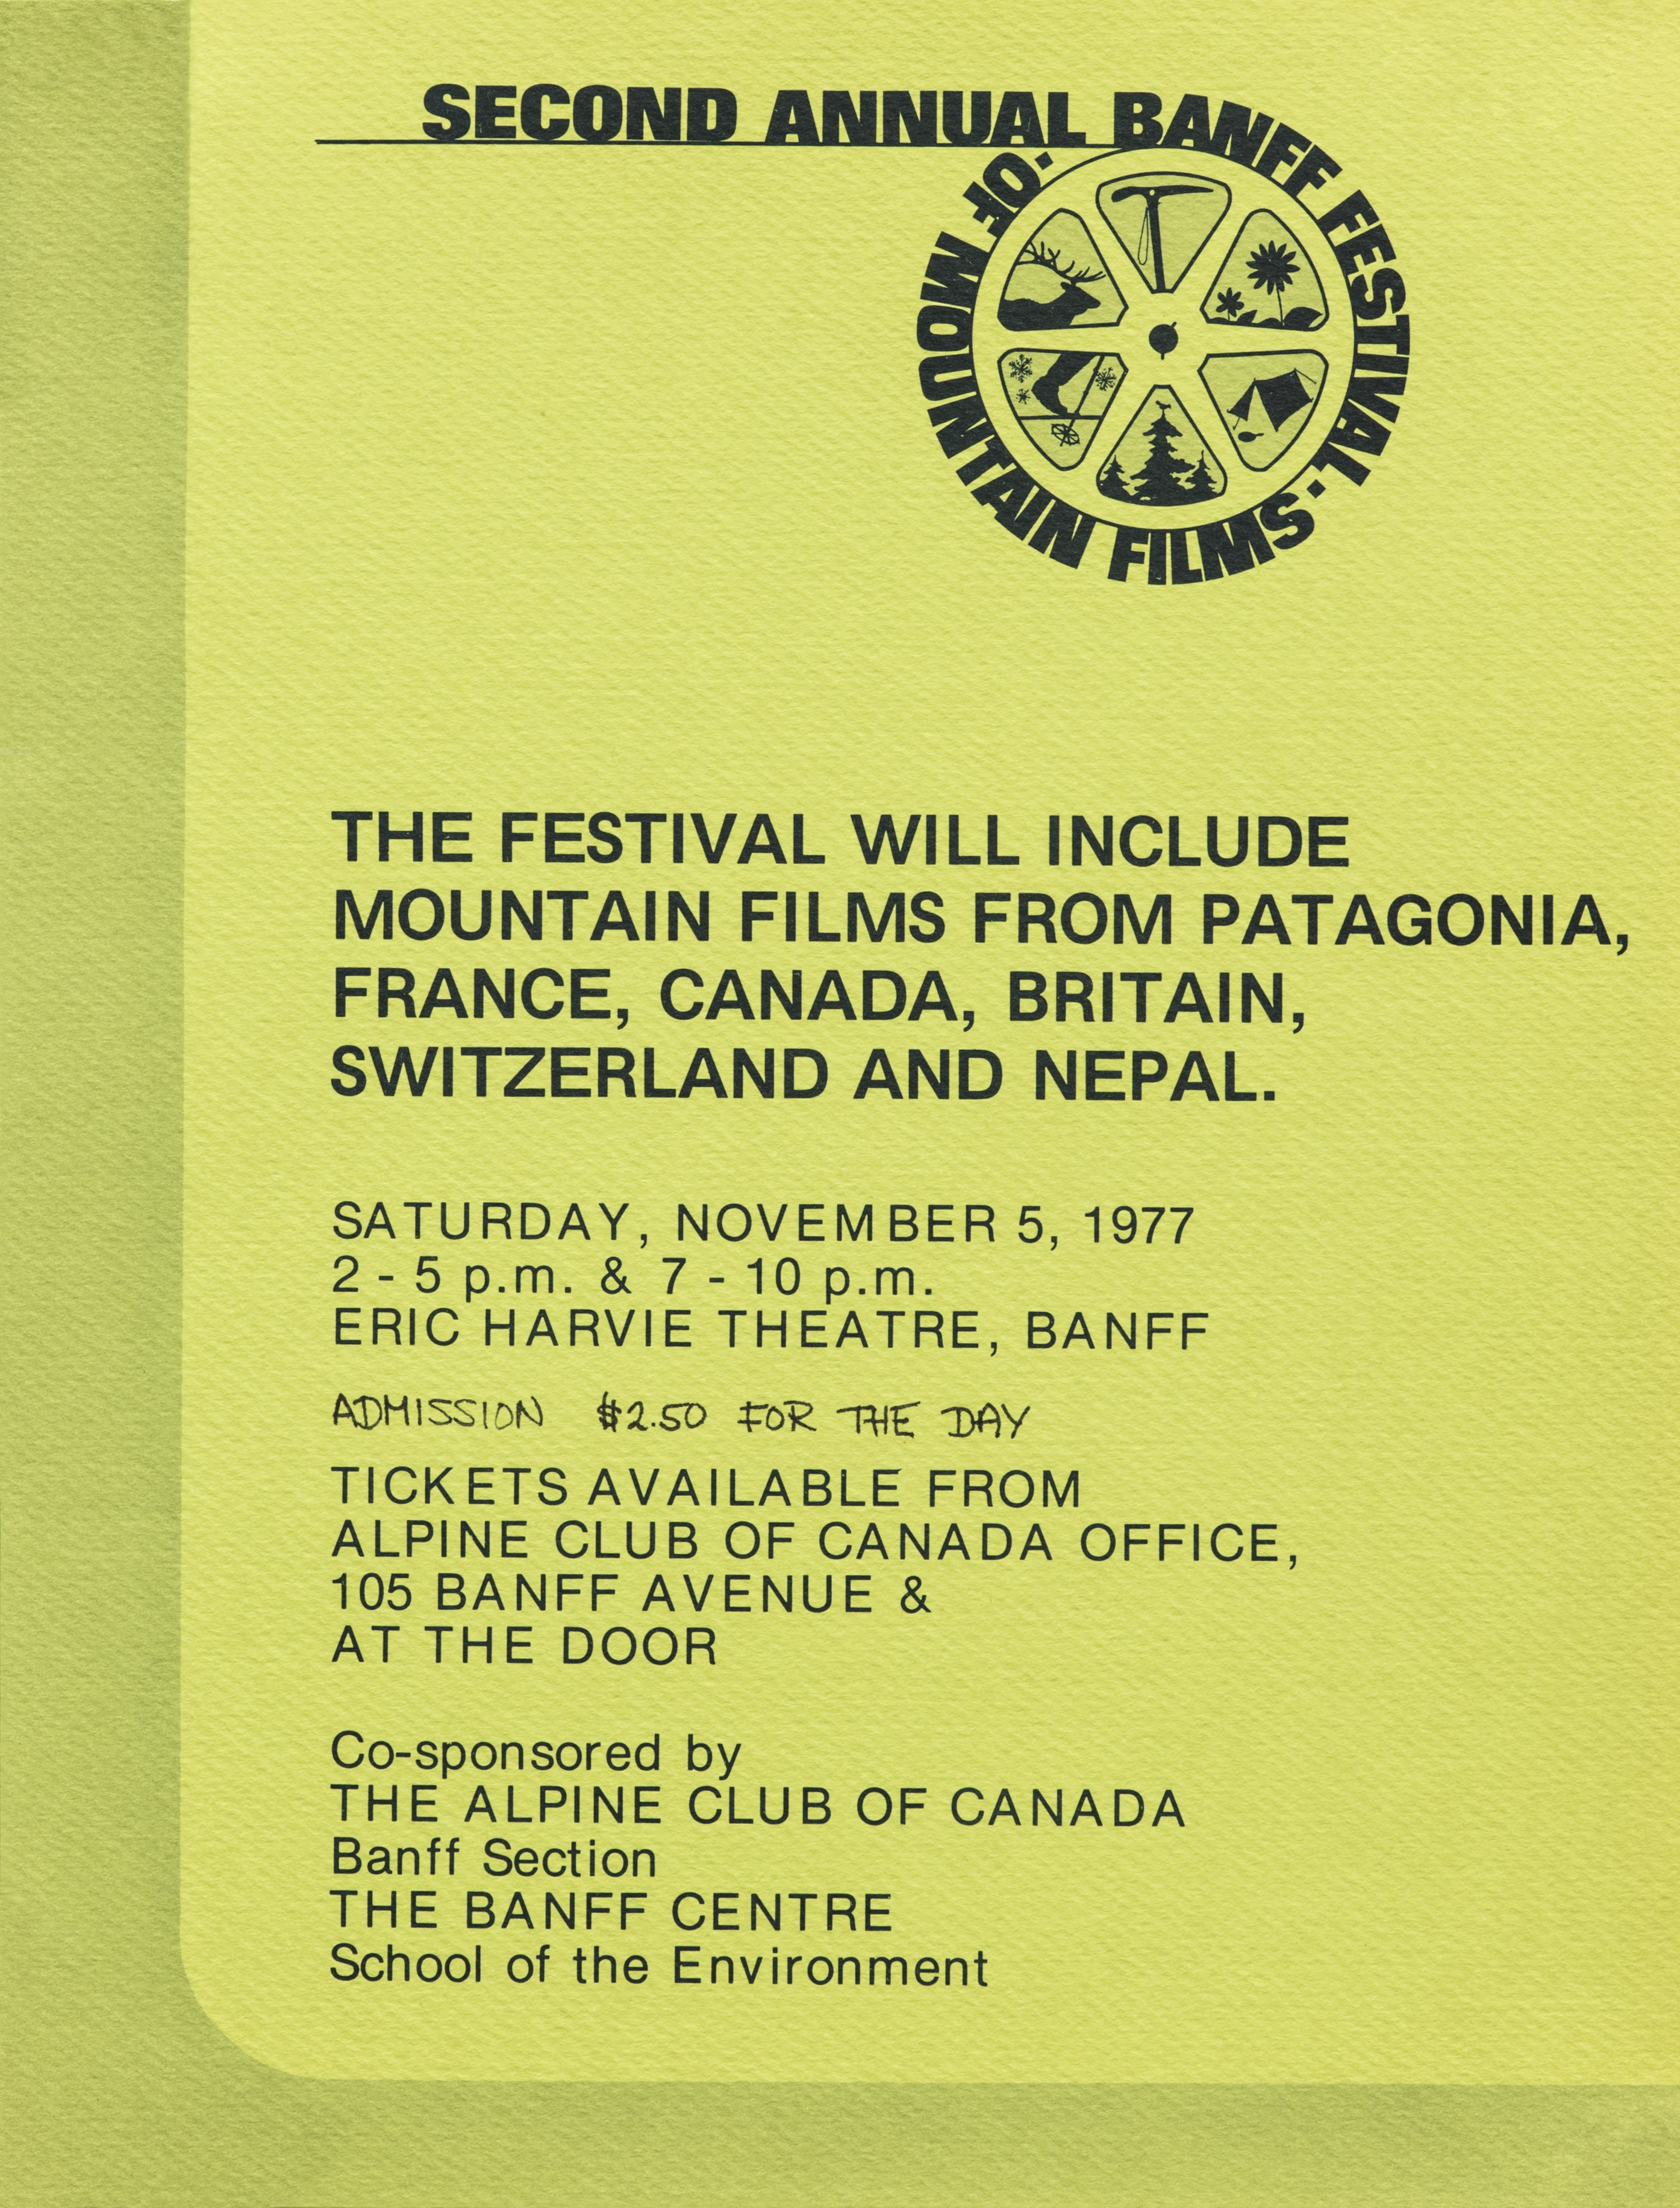 SECOND ANNUAL BANFF FESTIVAL·
OF MOUNTAIN FILMS·
THE FESTIVAL WILL INCLUDE
MOUNTAIN FILMS FROM PATAGONIA,
FRANCE, CANADA, BRITAIN,
SWITZERLAND AND NEPAL.
SATURDAY, NOVEMBER 5, 1977
2 - 5 p.m. & 7 - 10 p.m.
ERIC HARVIE THEATRE, BANFF
ADMISSION $2.50 FOR THE DAY
TICKETS AVAILABLE FROM
ALPINE CLUB OF CANADA OFFICE,
105 BANFF AVENUE &
AT THE DOOR
Co-sponsored by
THE ALPINE CLUB OF CANADA
Banff Section
THE BANFF CENTRE
School of the Environment